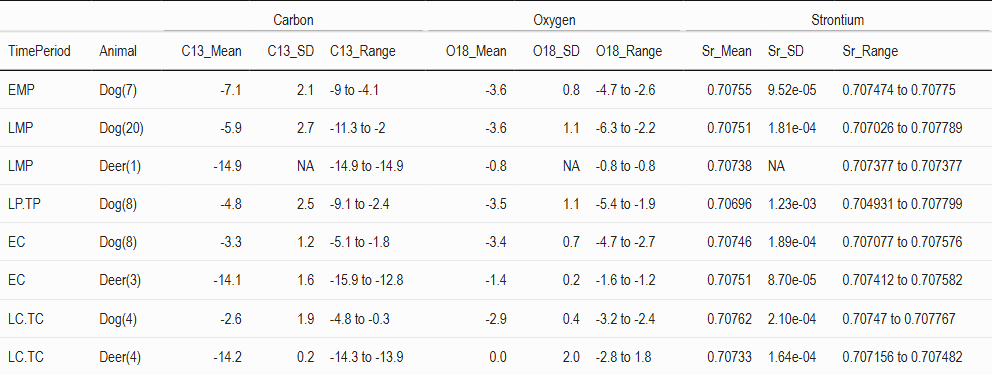 Carbon Oxygen Strontium
TimePeriod Animal C13_Mean C13_SD C13_Range O18_Mean O18_SD O18_Range Sr_Mean Sr_SD Sr_Range
EMP Dog(7) -7.1 2.1 -9 to -4.1 -3.6 0.8 -4.7 to -2.6 0.70755 9.52e-05 0.707474 to 0.70775
LMP Dog(20) -5.9 2.7 -11.3 to -2 -3.6 1.1 -6.3 to -2.2 0.70751 1.81e-04 0.707026 to 0.707789
LMP Deer(1) -14.9 NA -14.9 to -14.9 -0.8 NA -0.8 to -0.8 0.70738 NA 0.707377 to 0.707377
LP.TP Dog(8) -4.8 2.5 -9.1 to -2.4 -3.5 1.1 -5.4 to -1.9 0.70696 1.23e-03 0.704931 to 0.707799
EC Dog(8) -3.3 1.2 -5.1 to -1.8 -3.4 0.7 -4.7 to -2.7 0.70746 1.89e-04 0.707077 to 0.707576
EC Deer(3) -14.1 1.6 -15.9 to -12.8 -1.4 0.2 -1.6 to -1.2 0.70751 8.70e-05 0.707412 to 0.707582
LC.TC Dog(4) -2.6 1.9 -4.8 to -0.3 -2.9 0.4 -3.2 to -2.4 0.70762 2.10e-04 0.70747 to 0.707767
LC.TC Deer(4) -14.2 0.2 -14.3 to -13.9 0.0 2.0 -2.8 to 1.8 0.70733 1.64e-04 0.707156 to 0.707482